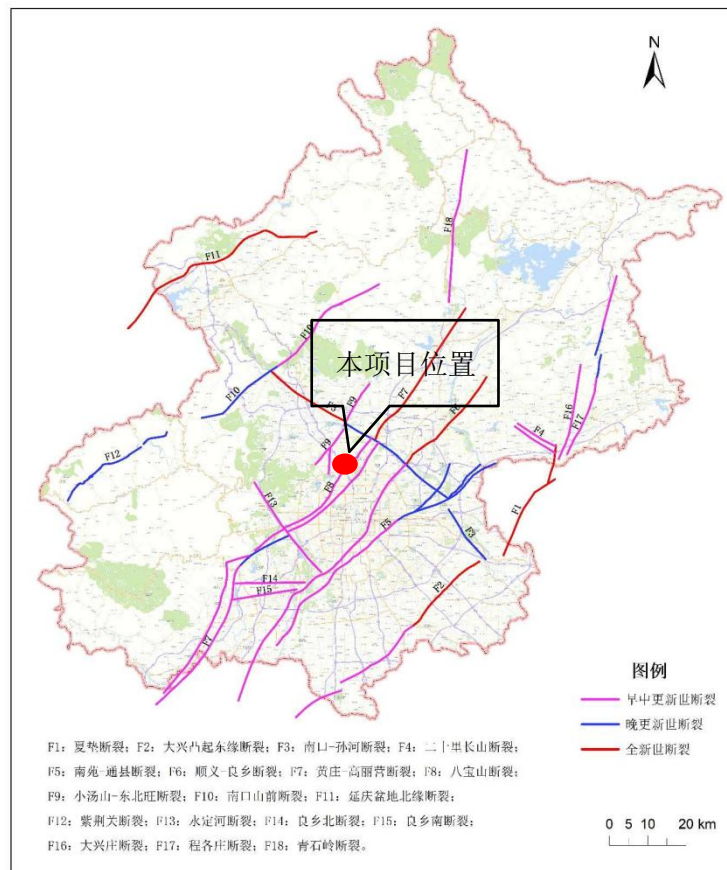 N
F18
F11
F10
本项目位置
F7
F9
F3
F6
F10
F16
F4
F17
F12
F9
F8
F13
F1
F5
F3
F2
F14
F15
F7
图例
早中更新世断裂
晚更新世断裂
全新世断裂
F1：夏垫断裂；F2：大兴凸起东缘断裂；F3：南口-孙河断裂；F4：二十里长山断裂；
F5：南苑-通县断裂；F6：顺义-良乡断裂；F7：黄庄-高丽营断裂；F8：八宝山断裂；
F9：小汤山-东北旺断裂；F10：南口山前断裂；F11：延庆盆地北缘断裂；
F12：紫荆关断裂；F13：永定河断裂；F14：良乡北断裂；F15：良乡南断裂；
F16：大兴庄断裂；F17：程各庄断裂；F18：青石岭断裂。
0 5 10 20 km